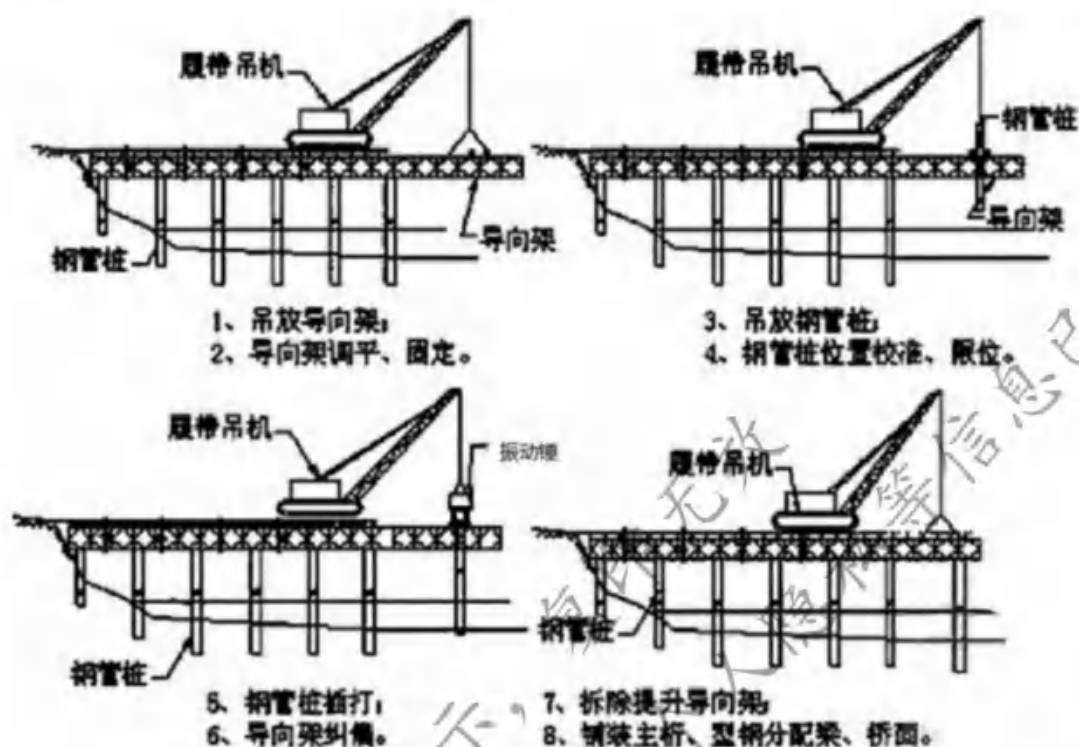 履带吊机
导向架
钢管桩
1、吊放导向架;
2、导向架调平、固定。
履带吊机
钢管桩
导向架
3、吊放钢管桩;
4、钢管桩位置校准、限位。
履带吊机
振动锤
钢管桩
5、钢管桩插打;
6、导向架纠偏。
履带吊机
钢管桩
7、拆除提升导向架;
8、铺装主桁、型钢分配梁、桥面。